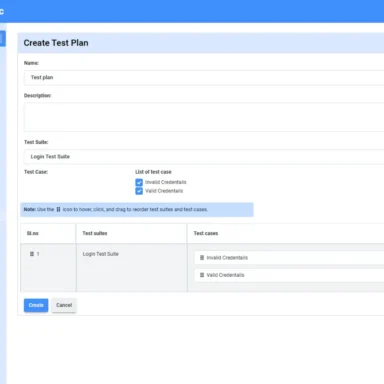 Create Test Plan
Name:
Test plan
Description:
Test Suite:
Login Test Suite
Test Case:
List of test case
Invalid Credentials
Valid Credentials
Note: Use the ⠿ icon to hover, click, and drag to reorder test suites and test cases.
Sl.no
Test suites
Test cases
1
Login Test Suite
Invalid Credentials
Valid Credentials
Create
Cancel